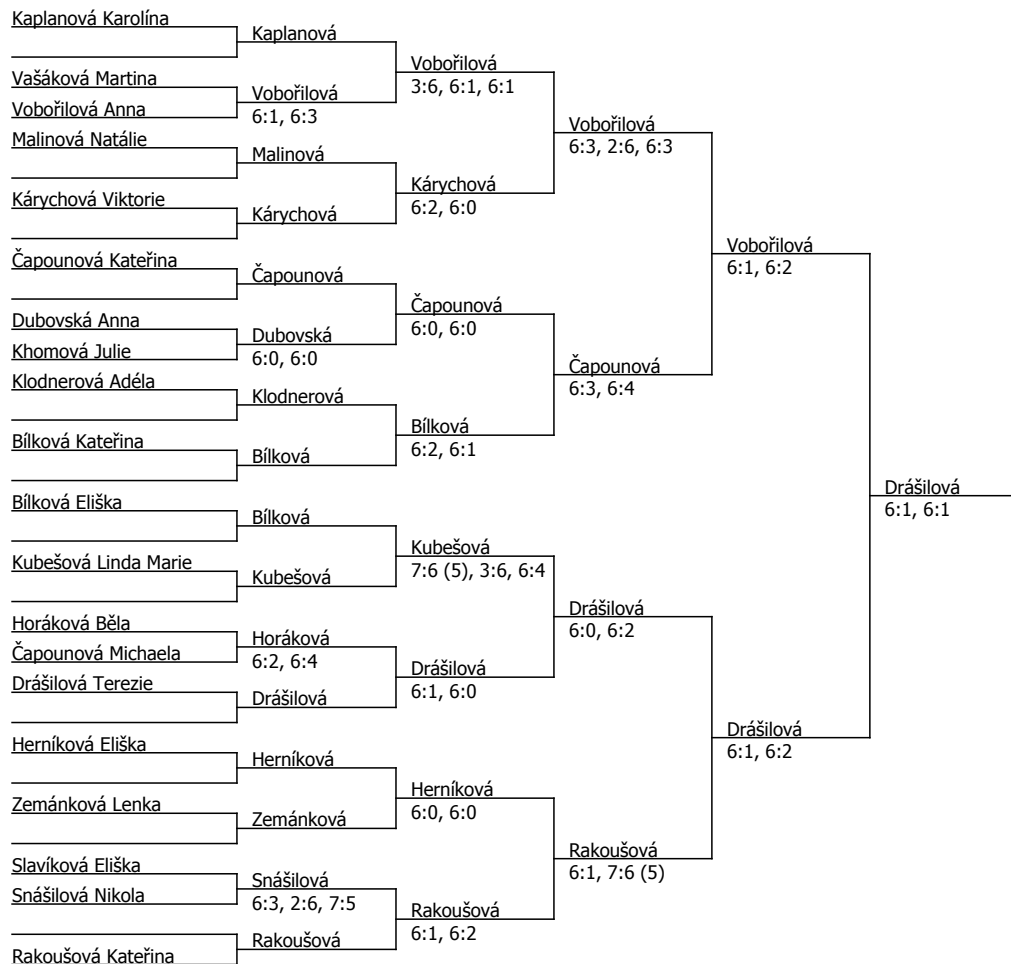 Kaplanová Karolína
Vašáková Martina
Vobořilová Anna
Malinová Natálie
Kárychová Viktorie
Čapounová Kateřina
Dubovská Anna
Khomová Julie
Klodnerová Adéla
Bílková Kateřina
Bílková Eliška
Kubešová Linda Marie
Horáková Běla
Čapounová Michaela
Drášilová Terezie
Herníková Eliška
Zemánková Lenka
Slavíková Eliška
Snášilová Nikola
Rakoušová Kateřina
Kaplanová
Vobořilová
6:1, 6:3
Malinová
Kárychová
Čapounová
Dubovská
6:0, 6:0
Klodnerová
Bílková
Bílková
Kubešová
Horáková
6:2, 6:4
Drášilová
Herníková
Zemánková
Snášilová
6:3, 2:6, 7:5
Rakoušová
Vobořilová
3:6, 6:1, 6:1
Kárychová
6:2, 6:0
Čapounová
6:0, 6:0
Bílková
6:2, 6:1
Kubešová
7:6 (5), 3:6, 6:4
Drášilová
6:1, 6:0
Herníková
6:0, 6:0
Rakoušová
6:1, 6:2
Vobořilová
6:3, 2:6, 6:3
Čapounová
6:3, 6:4
Drášilová
6:0, 6:2
Rakoušová
6:1, 7:6 (5)
Vobořilová
6:1, 6:2
Drášilová
6:1, 6:2
Drášilová
6:1, 6:1